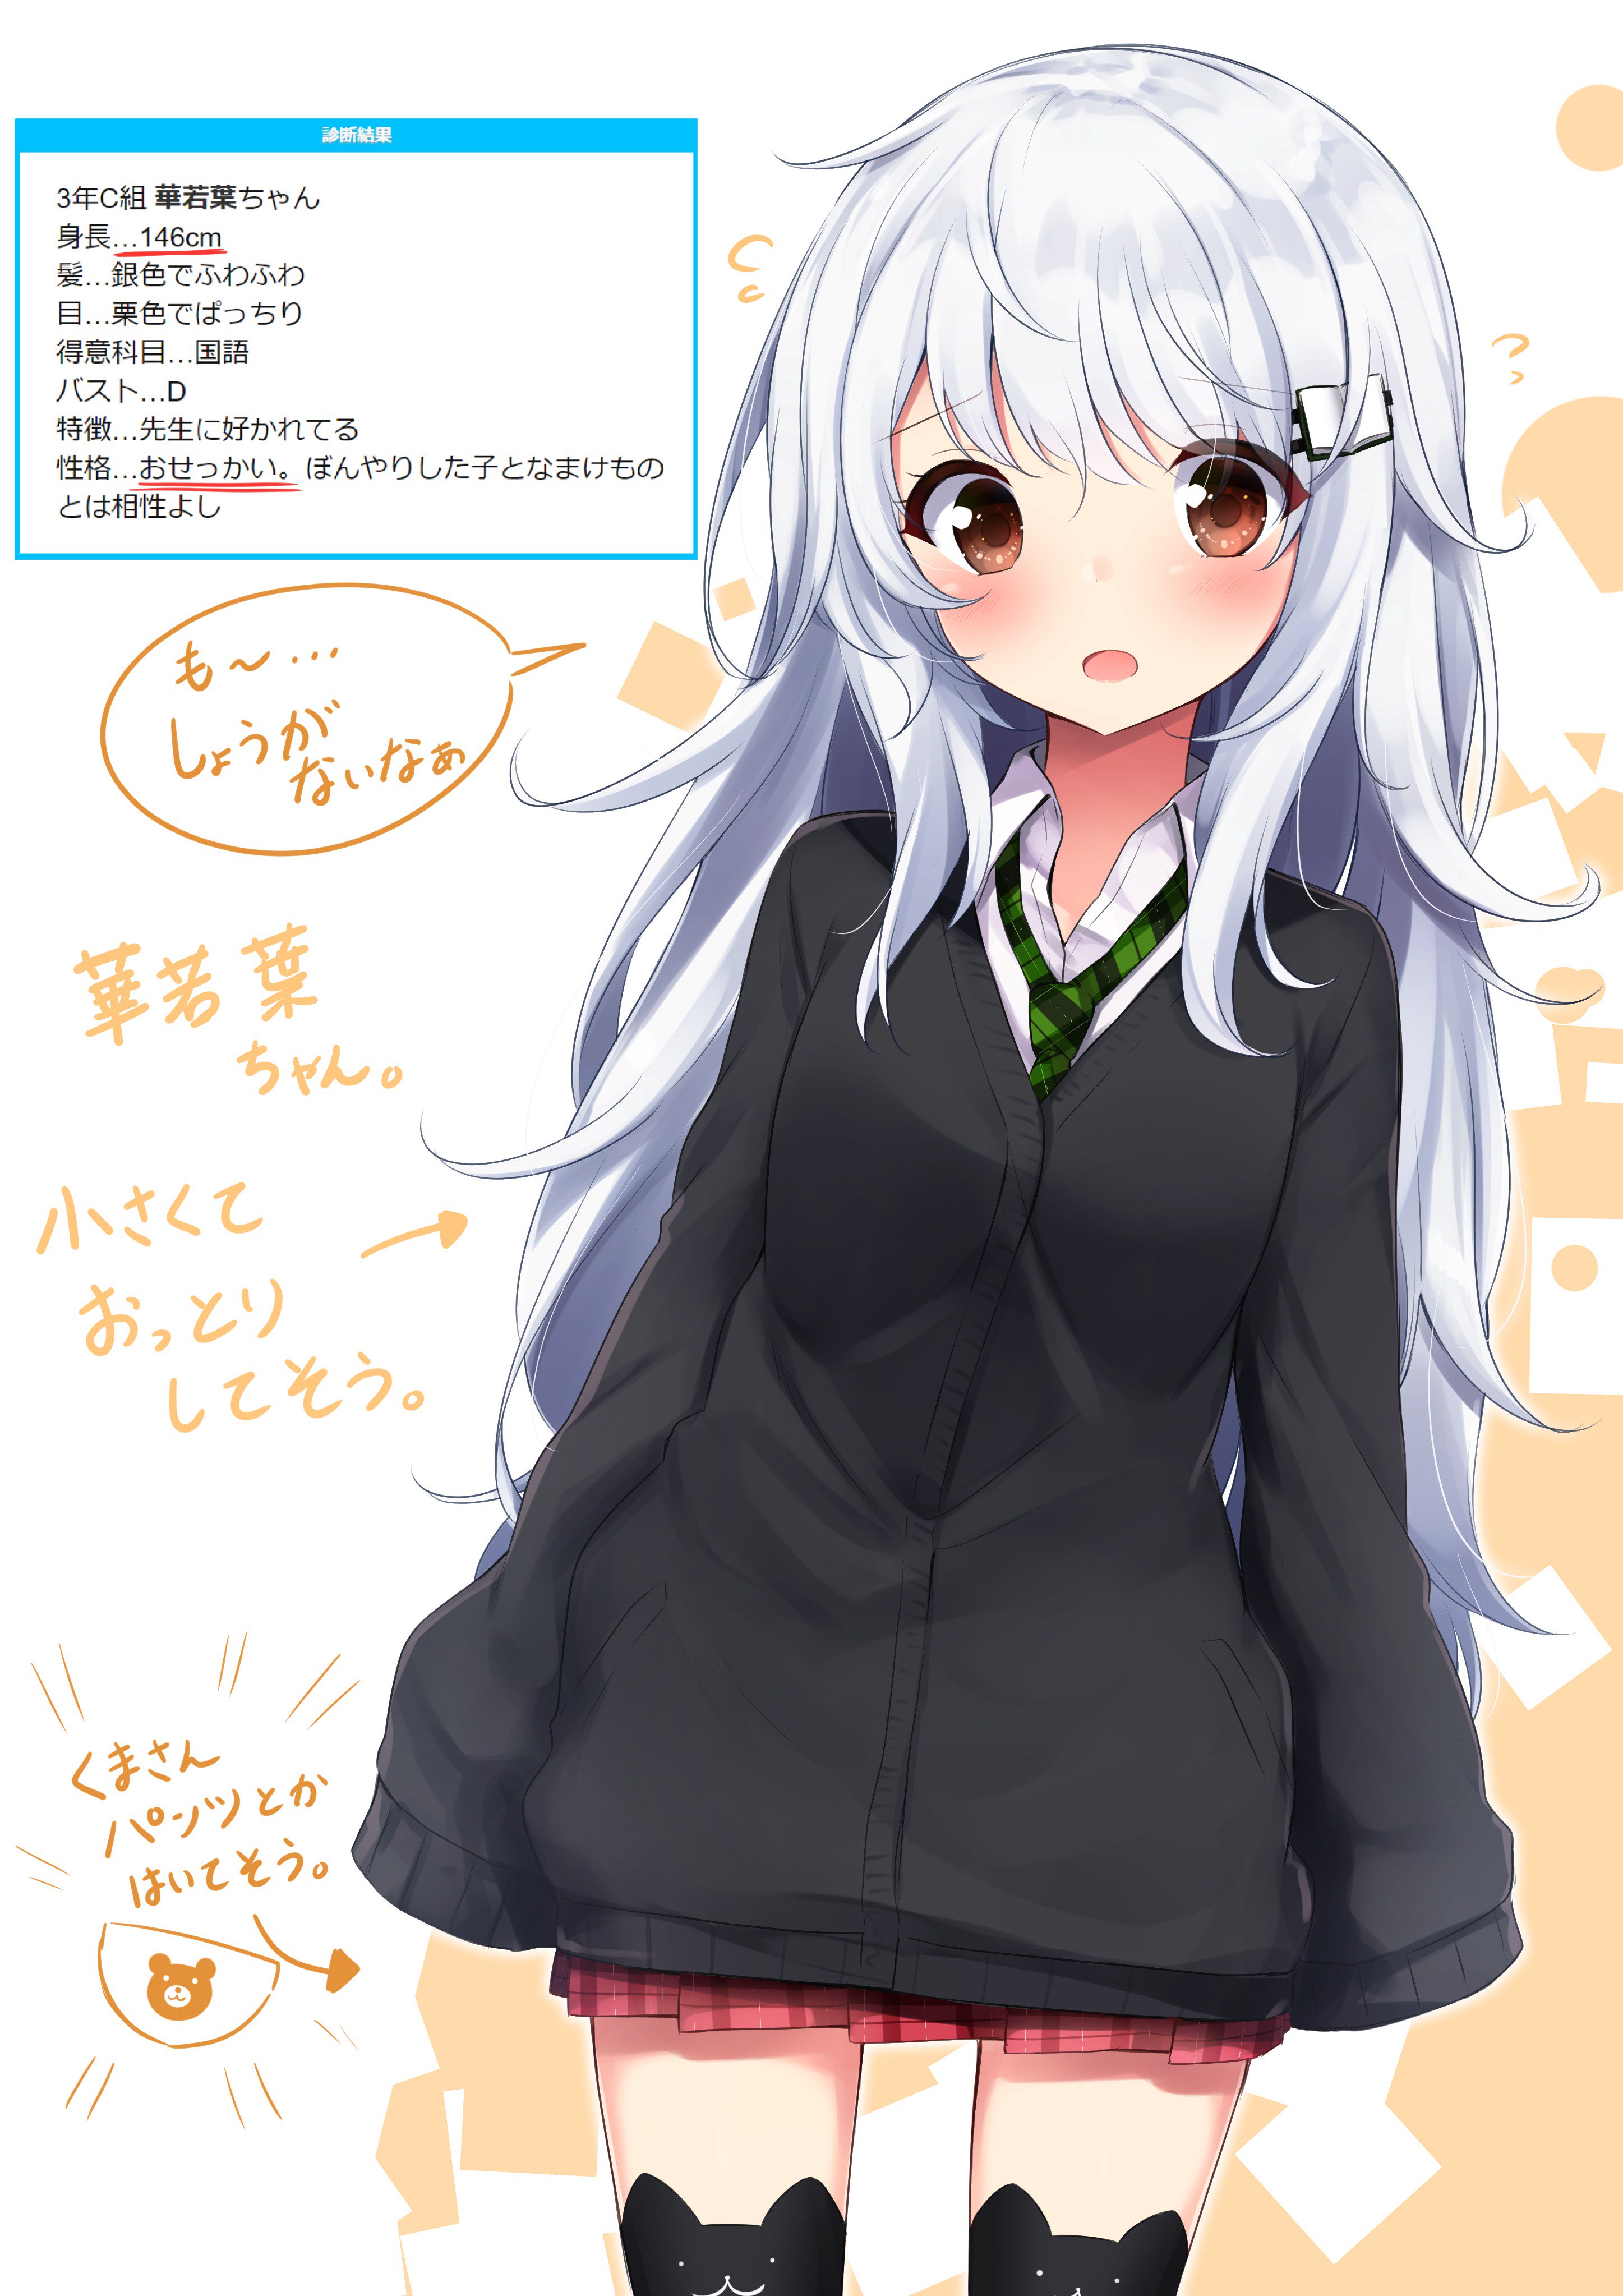 診断結果
3年C組 華若葉ちゃん
身長…146cm
髪…銀色でふわふわ
目…栗色でぱっちり
得意科目…国語
バスト…D
特徴…先生に好かれてる
性格…おせっかい。ぼんやりした子となまけもの
とは相性よし
も～…
しょうが
ないなぁ
華若葉
ちゃん。
小さくて
おっとり
してそう。
くまさん
パンツとか
はいてそう。